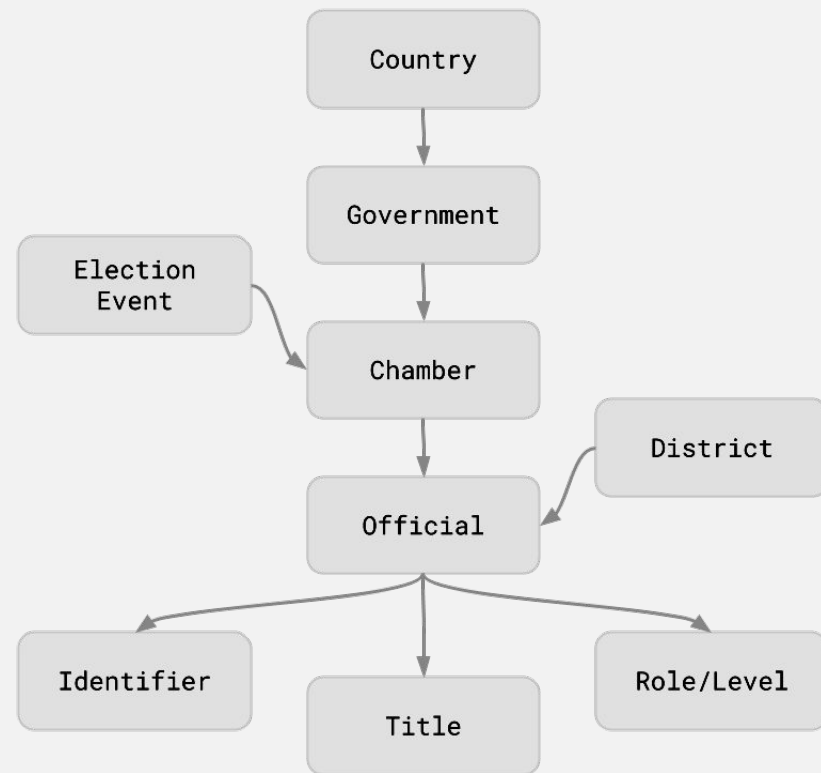 Country
Government
Election
Event
Chamber
District
Official
Identifier
Title
Role/Level